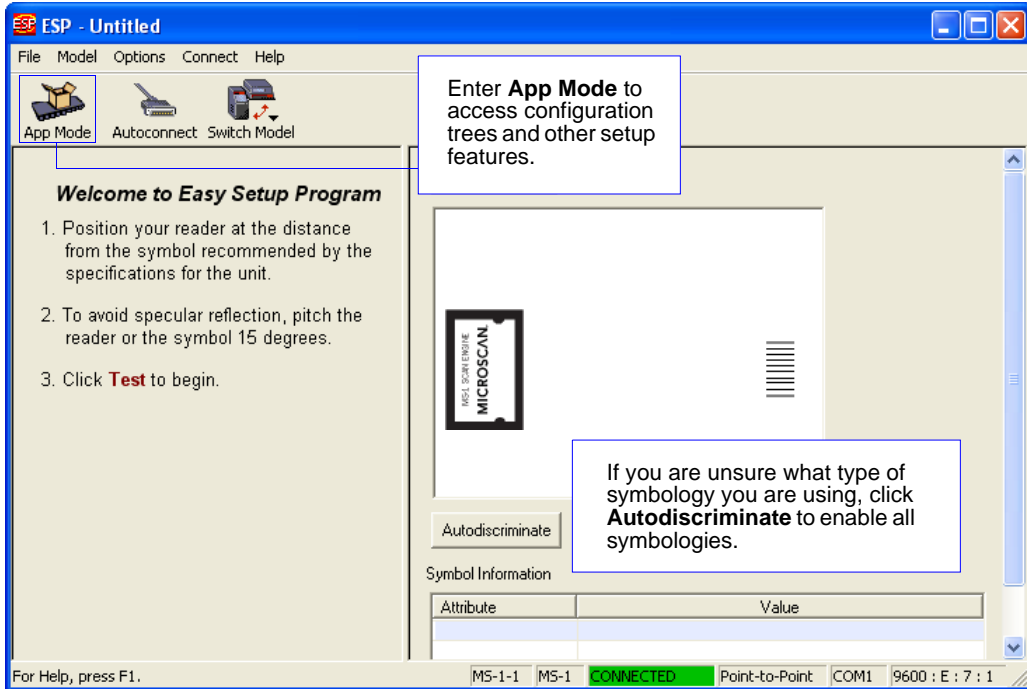 ESP - Untitled
File Model Options Connect Help
App Mode Autoconnect Switch Model
Enter App Mode to
access configuration
trees and other setup
features.
Welcome to Easy Setup Program
1. Position your reader at the distance
from the symbol recommended by the
specifications for the unit.
2. To avoid specular reflection, pitch the
reader or the symbol 15 degrees.
3. Click Test to begin.
MS-1 SCAN ENGINE
MICROSCAN.
If you are unsure what type of
symbology you are using, click
Autodiscriminate to enable all
symbologies.
Autodiscriminate
Symbol Information
Attribute Value
For Help, press F1. MS-1-1 MS-1 CONNECTED Point-to-Point COM1 9600 : E : 7 : 1